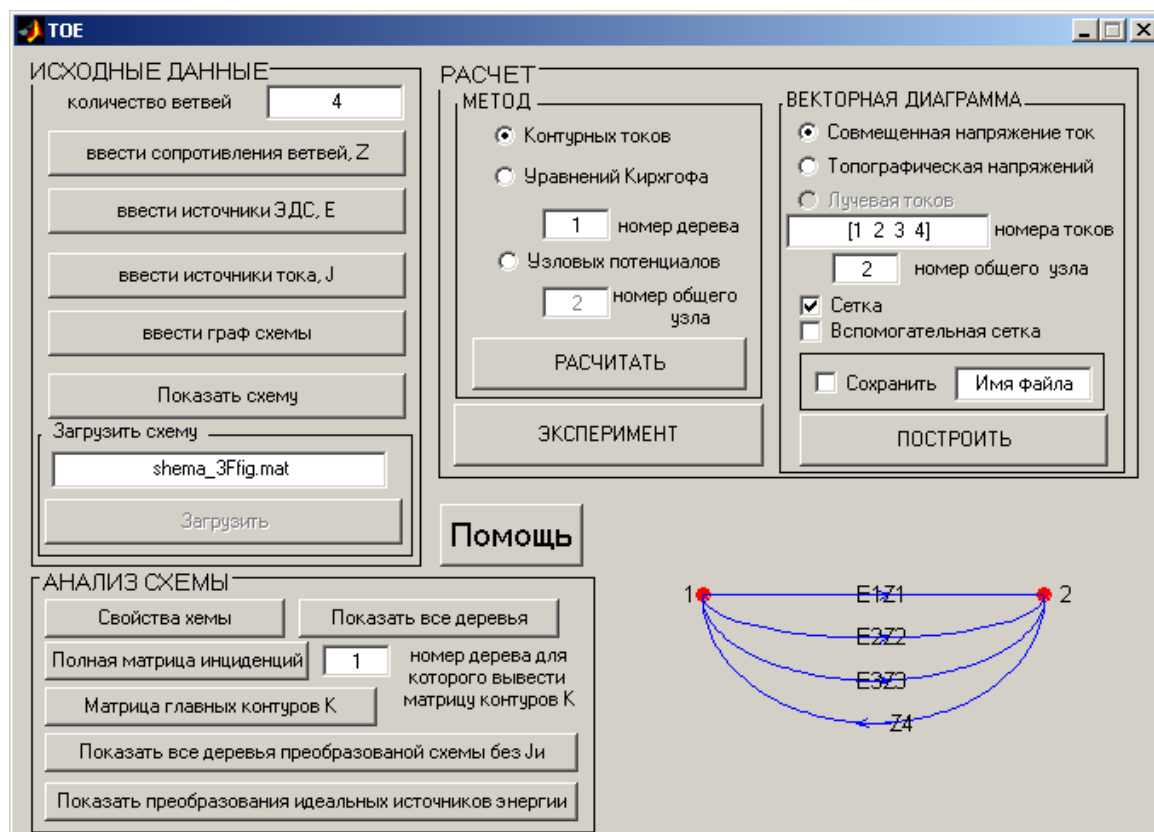 TOE
ИСХОДНЫЕ ДАННЫЕ
количество ветвей 4
ввести сопротивления ветвей, Z
ввести источники ЭДС, E
ввести источники тока, J
ввести граф схемы
Показать схему
Загрузить схему
shema_3Ffig.mat
Загрузить
РАСЧЕТ
МЕТОД
Контурных токов
Уравнений Кирхгофа
1 номер дерева
Узловых потенциалов
2 номер общего
узла
РАСЧИТАТЬ
ЭКСПЕРИМЕНТ
ВЕКТОРНАЯ ДИАГРАММА
Совмещенная напряжение ток
Топографическая напряжений
Лучевая токов
[1 2 3 4] номера токов
2 номер общего узла
Сетка
Вспомогательная сетка
Сохранить Имя файла
ПОСТРОИТЬ
Помощь
АНАЛИЗ СХЕМЫ
Свойства хемы Показать все деревья
Полная матрица инциденций 1 номер дерева для
которого вывести
матрицу контуров K
Матрица главных контуров K
Показать все деревья преобразованой схемы без Jи
Показать преобразования идеальных источников энергии
1 E1Z1 2
E2Z2
E3Z3
Z4